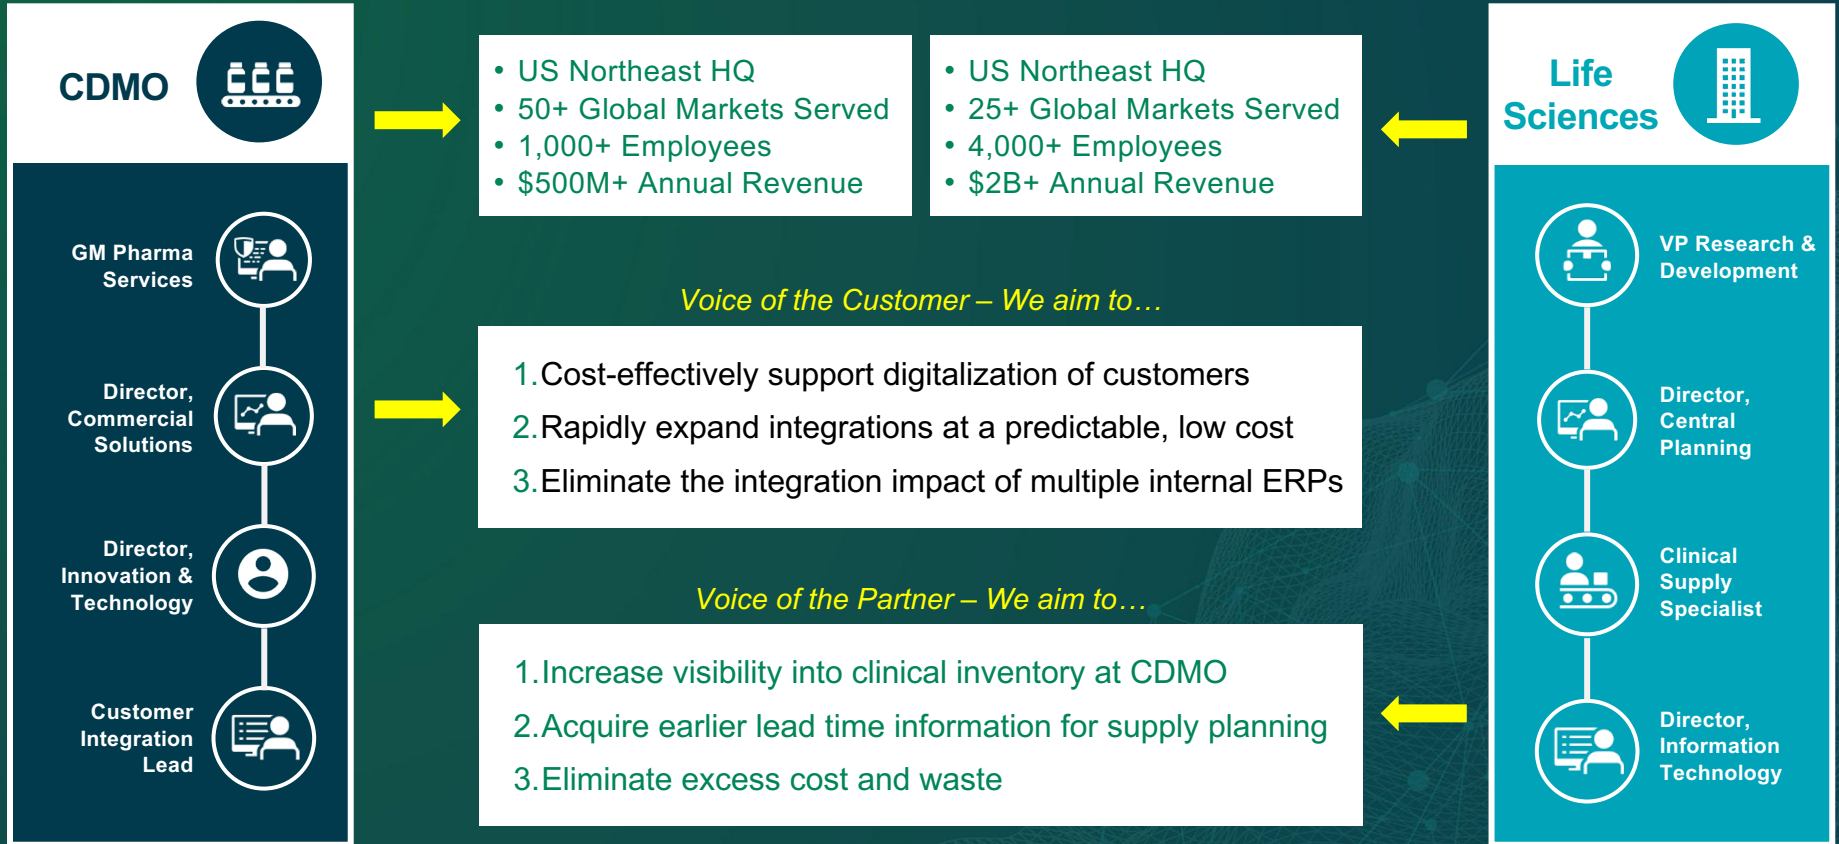 CDMO
GM Pharma
Services
Director,
Commercial
Solutions
Director,
Innovation &
Technology
Customer
Integration
Lead
• US Northeast HQ
• 50+ Global Markets Served
• 1,000+ Employees
• $500M+ Annual Revenue
• US Northeast HQ
• 25+ Global Markets Served
• 4,000+ Employees
• $2B+ Annual Revenue
Voice of the Customer – We aim to…
1.Cost-effectively support digitalization of customers
2.Rapidly expand integrations at a predictable, low cost
3.Eliminate the integration impact of multiple internal ERPs
Voice of the Partner – We aim to…
1.Increase visibility into clinical inventory at CDMO
2.Acquire earlier lead time information for supply planning
3.Eliminate excess cost and waste
Life
Sciences
VP Research &
Development
Director,
Central
Planning
Clinical
Supply
Specialist
Director,
Information
Technology